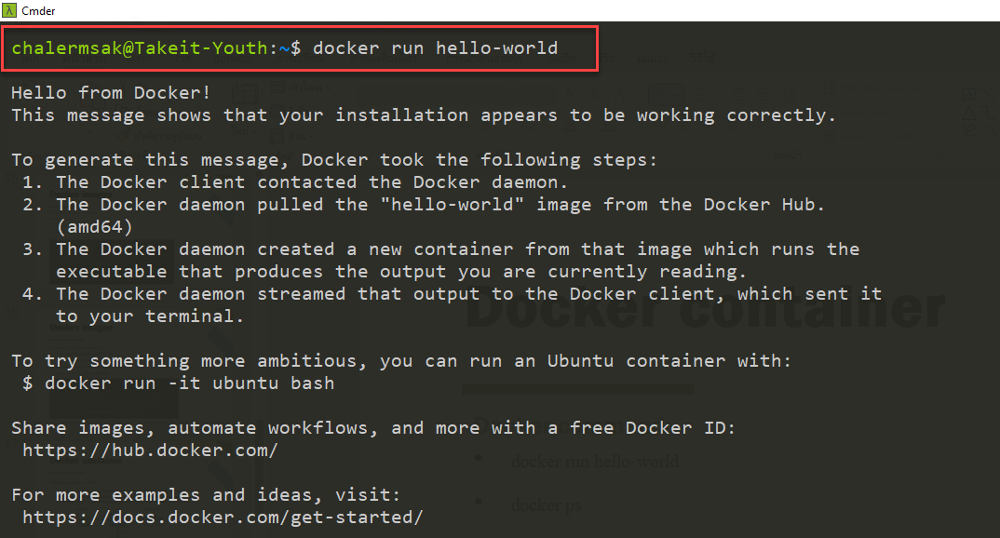 Cmder
chalermsak@Takeit-Youth:~$ docker run hello-world
Hello from Docker!
This message shows that your installation appears to be working correctly.
To generate this message, Docker took the following steps:
1. The Docker client contacted the Docker daemon.
2. The Docker daemon pulled the "hello-world" image from the Docker Hub.
(amd64)
3. The Docker daemon created a new container from that image which runs the
executable that produces the output you are currently reading.
4. The Docker daemon streamed that output to the Docker client, which sent it
to your terminal.
Docker container
To try something more ambitious, you can run an Ubuntu container with:
$ docker run -it ubuntu bash
Share images, automate workflows, and more with a free Docker ID:
https://hub.docker.com/
docker run hello-world
For more examples and ideas, visit:
docker ps
https://docs.docker.com/get-started/